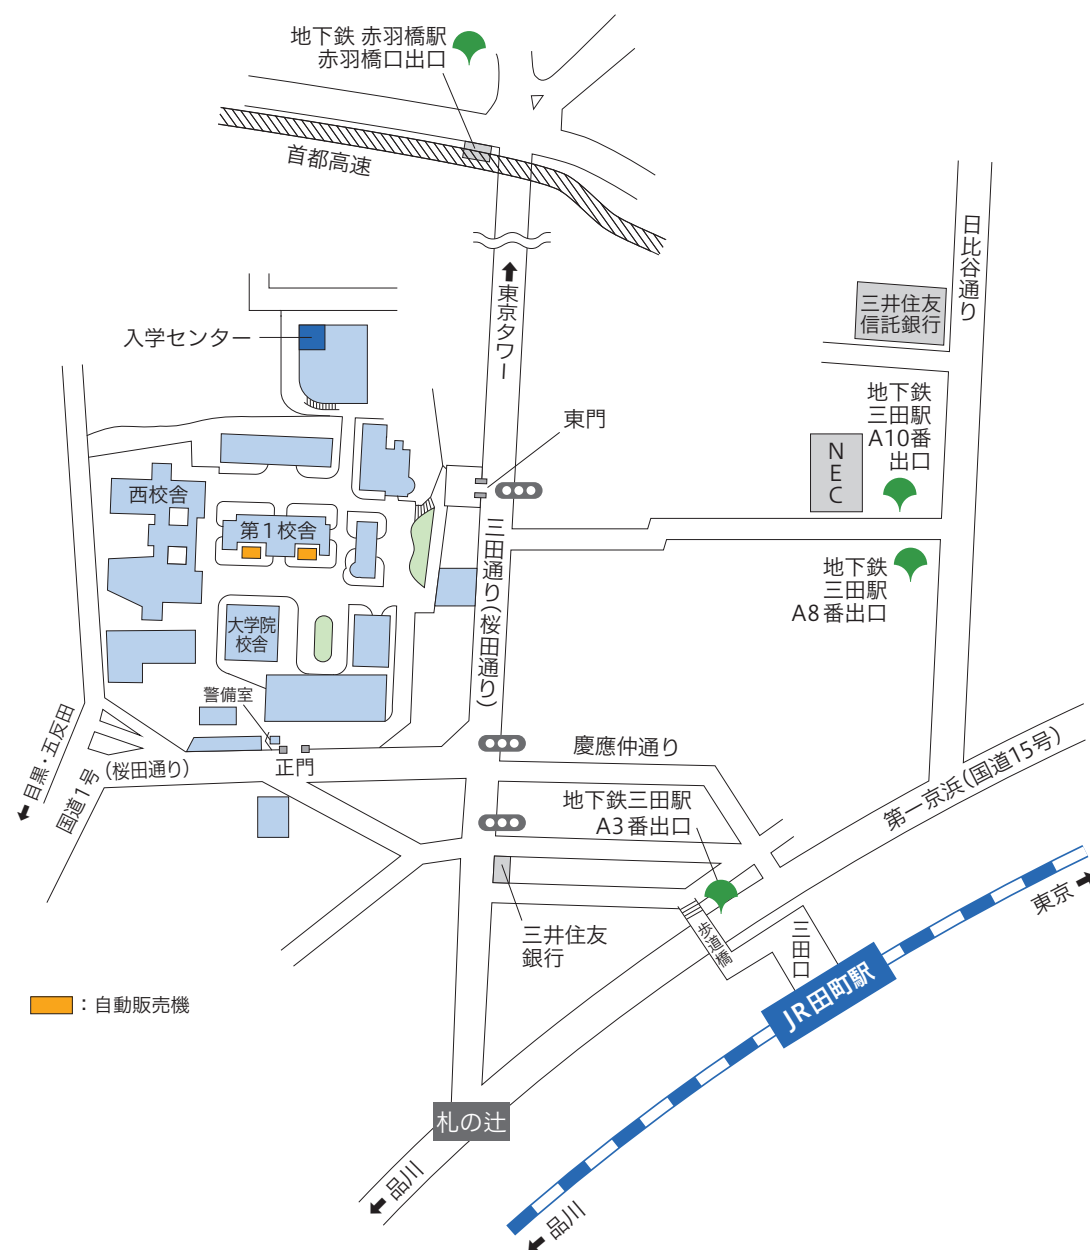 地下鉄 赤羽橋駅
赤羽橋口出口
首都高速
日比谷通り
三井住友
信託銀行
東京タワー
入学センター
地下鉄
三田駅
A10番
出口
東門
NEC
西校舎
第1校舎
三田通り(桜田通り)
地下鉄
三田駅
A8番出口
大学院
校舎
警備室
目黒・五反田
国道1号
(桜田通り)
正門
慶應仲通り
第一京浜(国道15号)
地下鉄三田駅
A3番出口
東京
三井住友
銀行
歩道橋
三田口
JR田町駅
:自動販売機
札の辻
品川
品川